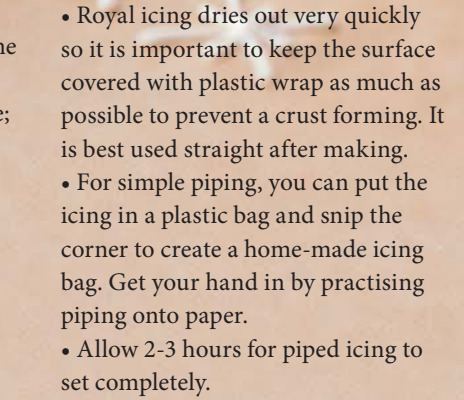 • Royal icing dries out very quickly
so it is important to keep the surface
covered with plastic wrap as much as
possible to prevent a crust forming. It
is best used straight after making.
• For simple piping, you can put the
icing in a plastic bag and snip the
corner to create a home-made icing
bag. Get your hand in by practising
piping onto paper.
• Allow 2-3 hours for piped icing to
set completely.